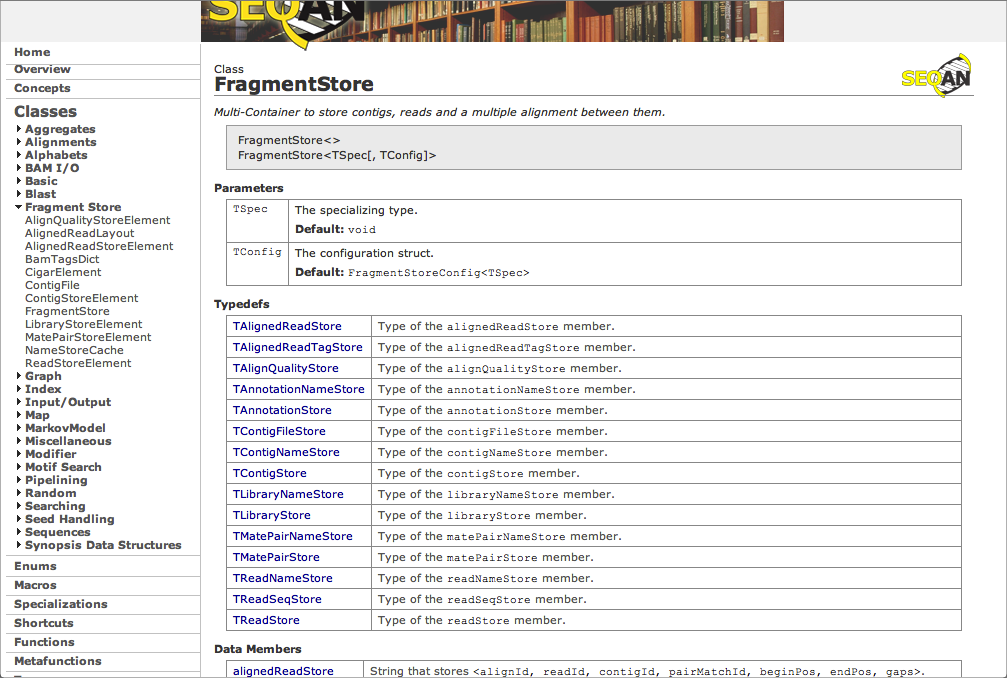 SEQAN
Home
Overview
Concepts
Classes
Aggregates
Alignments
Alphabets
BAM I/O
Basic
Blast
Fragment Store
AlignQualityStoreElement
AlignedReadLayout
AlignedReadStoreElement
BamTagsDict
CigarElement
ContigFile
ContigStoreElement
FragmentStore
LibraryStoreElement
MatePairStoreElement
NameStoreCache
ReadStoreElement
Graph
Index
Input/Output
Map
MarkovModel
Miscellaneous
Modifier
Motif Search
Pipelining
Random
Searching
Seed Handling
Sequences
Synopsis Data Structures
Enums
Macros
Specializations
Shortcuts
Functions
Metafunctions
Class
FragmentStore
SEQAN
Multi-Container to store contigs, reads and a multiple alignment between them.
FragmentStore<>
FragmentStore<TSpec[, TConfig]>
Parameters
TSpec The specializing type.
Default: void
TConfig The configuration struct.
Default: FragmentStoreConfig<TSpec>
Typedefs
TAlignedReadStore Type of the alignedReadStore member.
TAlignedReadTagStore Type of the alignedReadTagStore member.
TAlignQualityStore Type of the alignQualityStore member.
TAnnotationNameStore Type of the annotationNameStore member.
TAnnotationStore Type of the annotationStore member.
TContigFileStore Type of the contigFileStore member.
TContigNameStore Type of the contigNameStore member.
TContigStore Type of the contigStore member.
TLibraryNameStore Type of the libraryNameStore member.
TLibraryStore Type of the libraryStore member.
TMatePairNameStore Type of the matePairNameStore member.
TMatePairStore Type of the matePairStore member.
TReadNameStore Type of the readNameStore member.
TReadSeqStore Type of the readSeqStore member.
TReadStore Type of the readStore member.
Data Members
alignedReadStore String that stores <alignId, readId, contigId, pairMatchId, beginPos, endPos, gaps>.